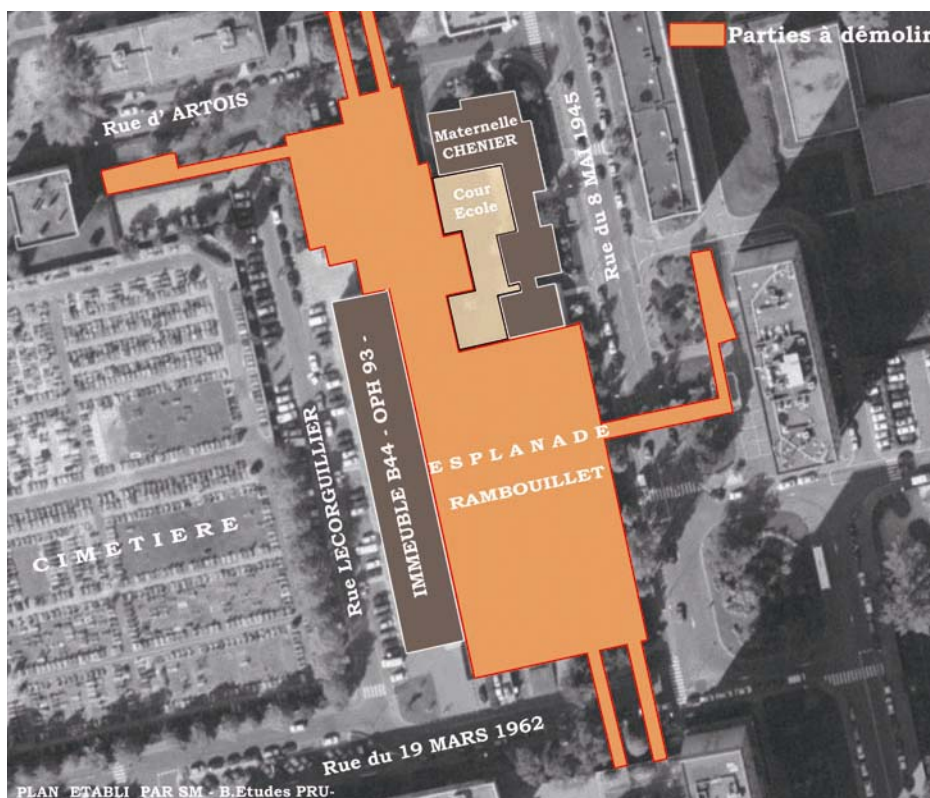 Parties à démolir
Rue d' ARTOIS
Maternelle
CHENIER
Cour
Ecole
Rue du 8 MAI 1945
Rue LECORGUILLIER
IMMEUBLE B44 - OPH 93 -
ESPLANADE
RAMBOUILLET
CIMETIERE
Rue du 19 MARS 1962
PLAN ETABLI PAR SM - B.Etudes PRU-